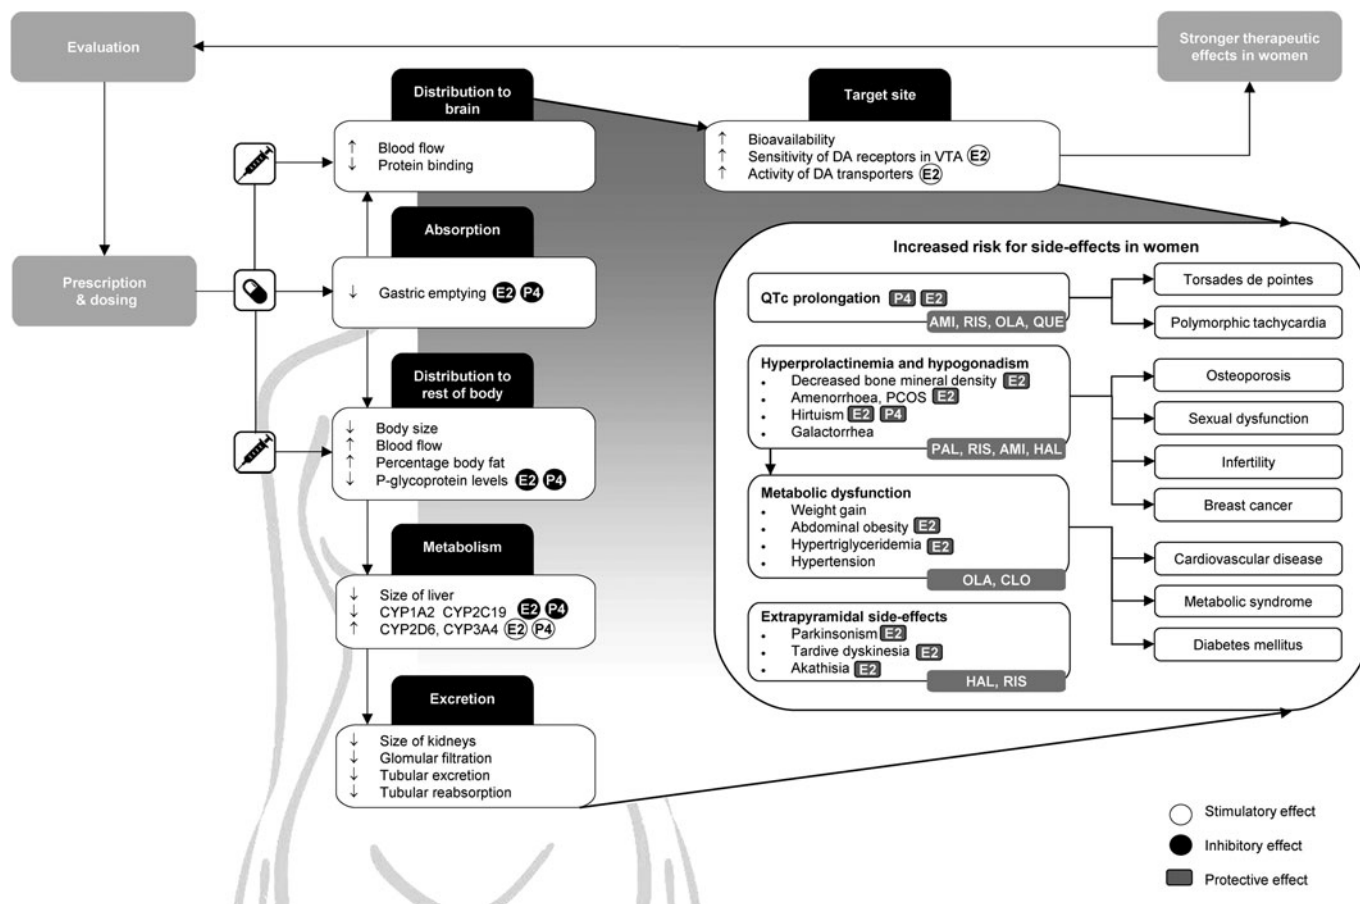 Evaluation
Stronger therapeutic
effects in women
Distribution to
brain
↑ Blood flow
↓ Protein binding
Target site
↑ Bioavailability
↑ Sensitivity of DA receptors in VTA E2
↑ Activity of DA transporters E2
Prescription
& dosing
Absorption
↓ Gastric emptying E2 P4
Distribution to
rest of body
↓ Body size
↑ Blood flow
↑ Percentage body fat
↓ P-glycoprotein levels E2 P4
Metabolism
↓ Size of liver
↓ CYP1A2 CYP2C19 E2 P4
↑ CYP2D6, CYP3A4 E2 P4
Excretion
↓ Size of kidneys
↓ Glomular filtration
↓ Tubular excretion
↓ Tubular reabsorption
Increased risk for side-effects in women
QTc prolongation P4 E2
AMI, RIS, OLA, QUE
Torsades de pointes
Polymorphic tachycardia
Hyperprolactinemia and hypogonadism
• Decreased bone mineral density E2
• Amenorrhoea, PCOS E2
• Hirtuism E2 P4
• Galactorrhea
PAL, RIS, AMI, HAL
Osteoporosis
Sexual dysfunction
Infertility
Breast cancer
Metabolic dysfunction
• Weight gain
• Abdominal obesity E2
• Hypertriglyceridemia E2
• Hypertension
OLA, CLO
Cardiovascular disease
Metabolic syndrome
Diabetes mellitus
Extrapyramidal side-effects
• Parkinsonism E2
• Tardive dyskinesia E2
• Akathisia E2
HAL, RIS
Stimulatory effect
Inhibitory effect
Protective effect